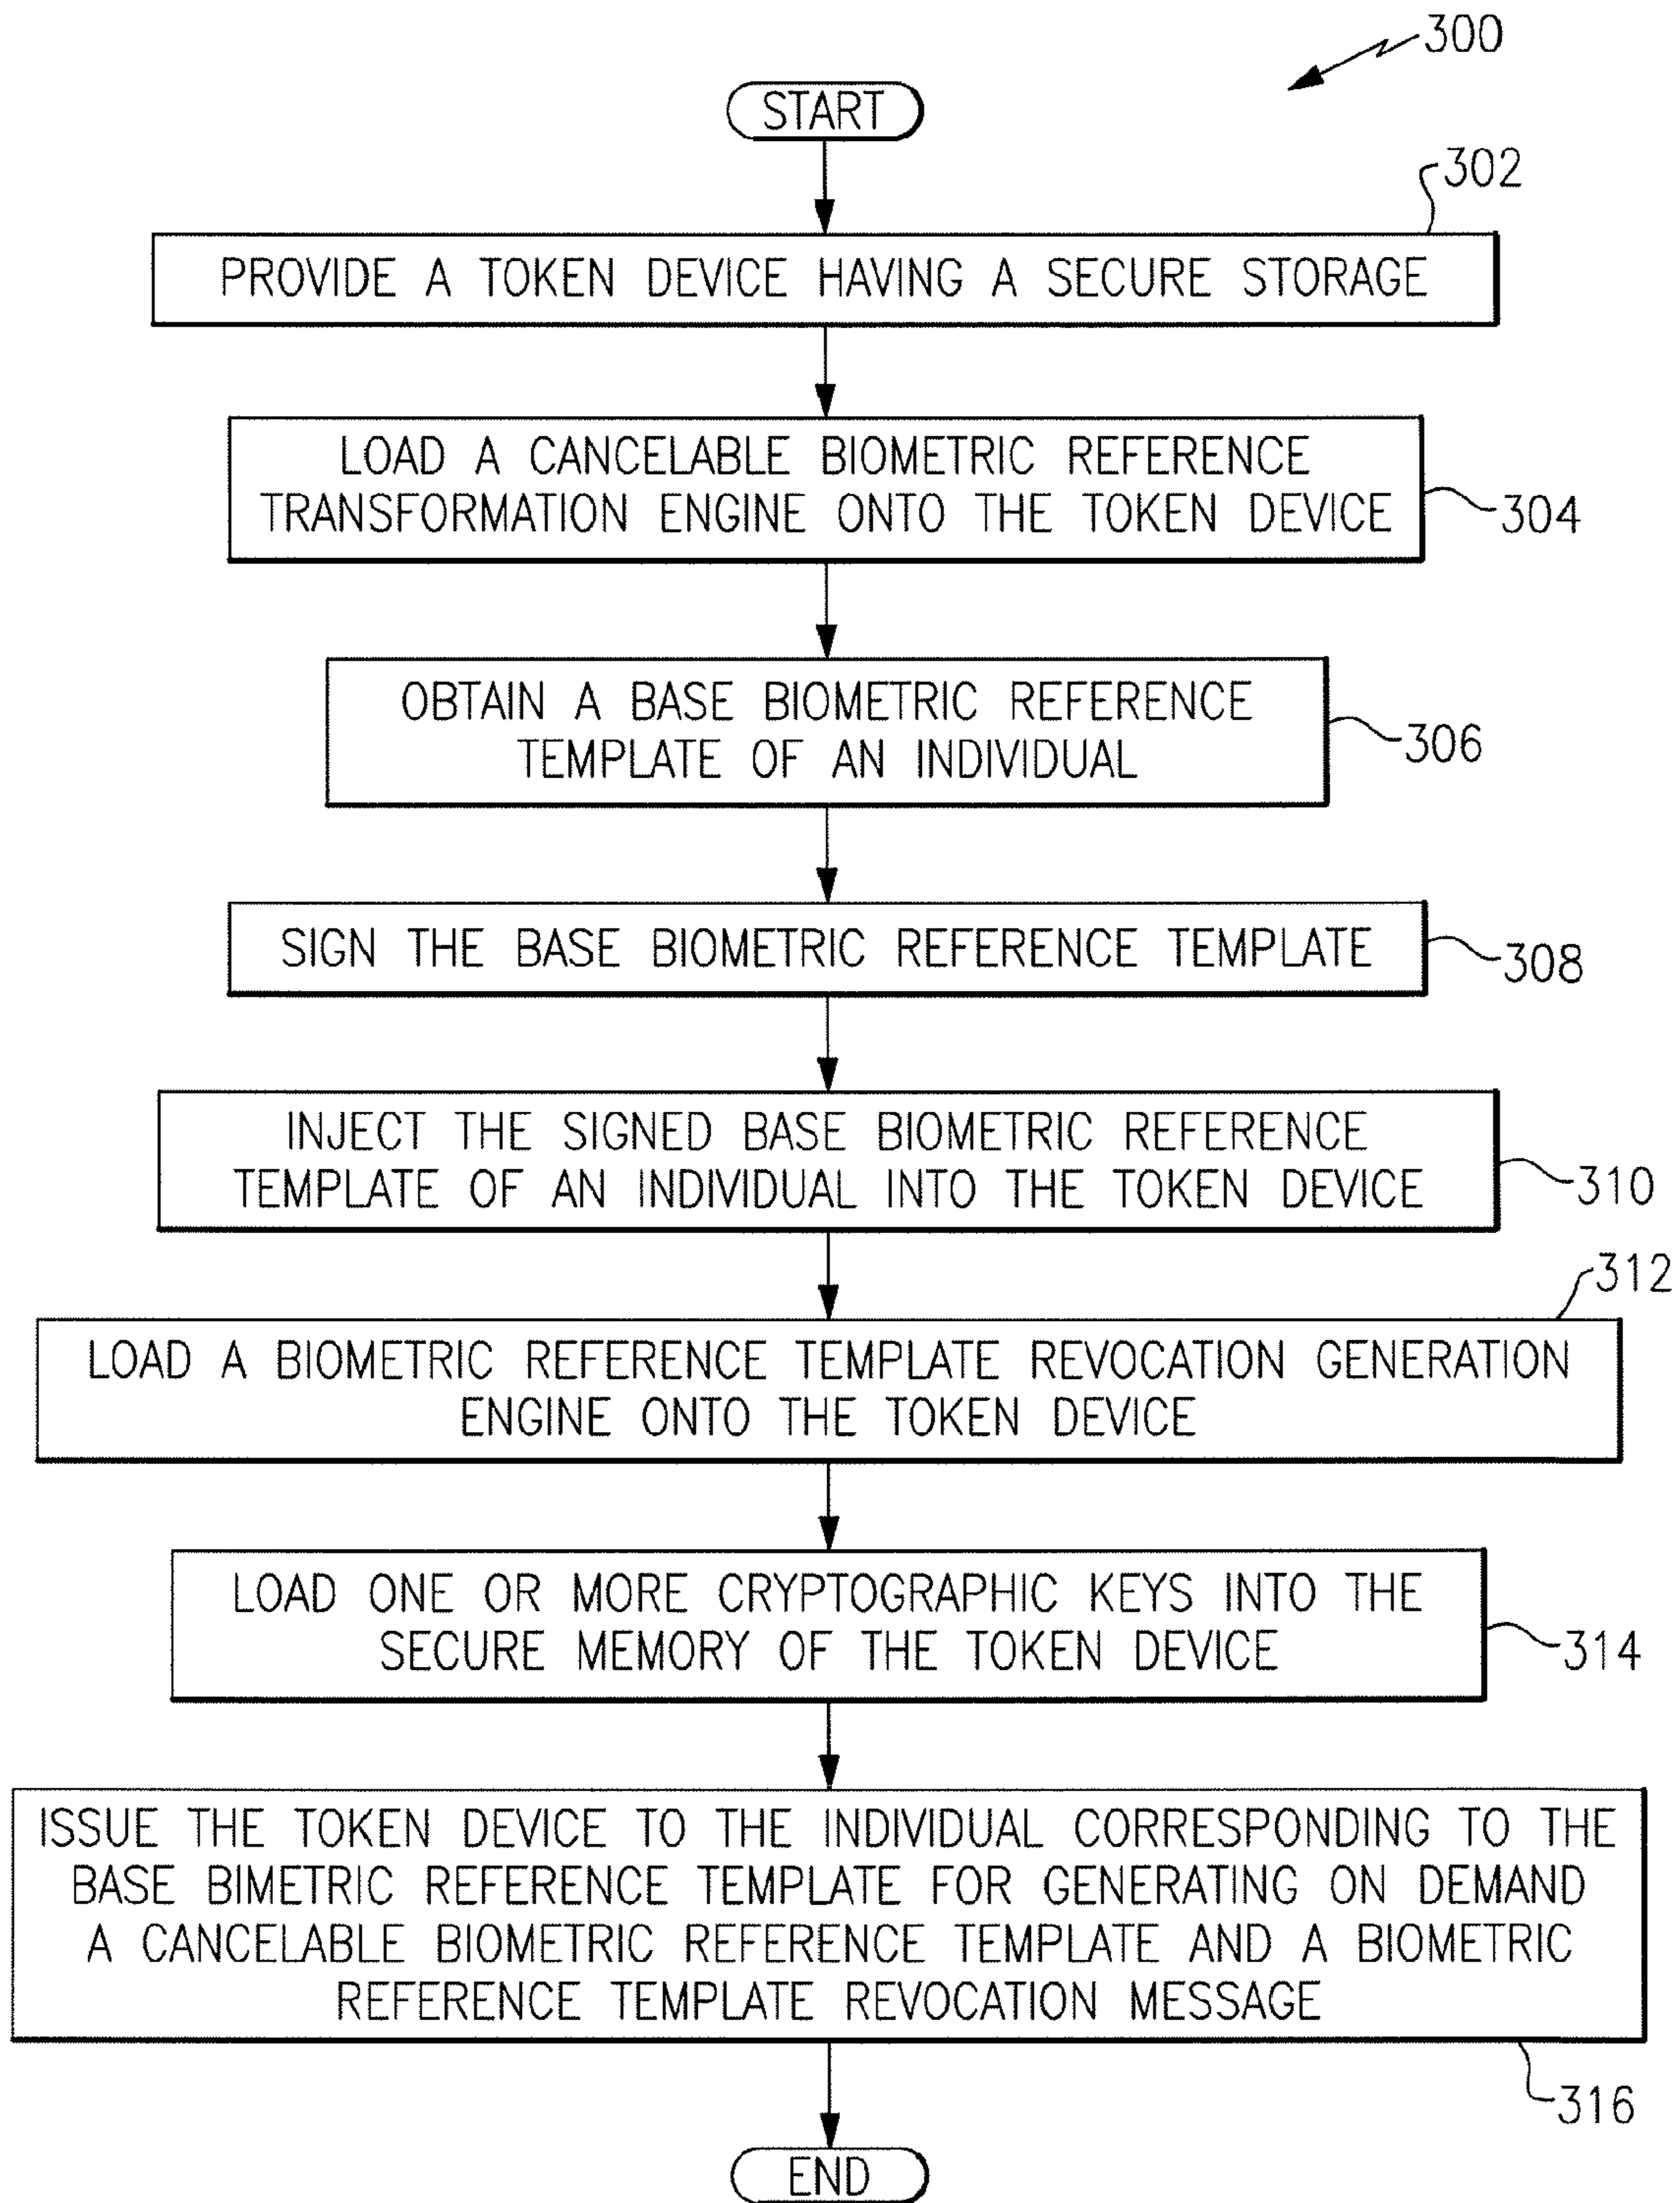 300
START
302
PROVIDE A TOKEN DEVICE HAVING A SECURE STORAGE
LOAD A CANCELABLE BIOMETRIC REFERENCE
TRANSFORMATION ENGINE ONTO THE TOKEN DEVICE
304
OBTAIN A BASE BIOMETRIC REFERENCE
TEMPLATE OF AN INDIVIDUAL
306
SIGN THE BASE BIOMETRIC REFERENCE TEMPLATE
308
INJECT THE SIGNED BASE BIOMETRIC REFERENCE
TEMPLATE OF AN INDIVIDUAL INTO THE TOKEN DEVICE
310
312
LOAD A BIOMETRIC REFERENCE TEMPLATE REVOCATION GENERATION
ENGINE ONTO THE TOKEN DEVICE
LOAD ONE OR MORE CRYPTOGRAPHIC KEYS INTO THE
SECURE MEMORY OF THE TOKEN DEVICE
314
ISSUE THE TOKEN DEVICE TO THE INDIVIDUAL CORRESPONDING TO THE
BASE BIMETRIC REFERENCE TEMPLATE FOR GENERATING ON DEMAND
A CANCELABLE BIOMETRIC REFERENCE TEMPLATE AND A BIOMETRIC
REFERENCE TEMPLATE REVOCATION MESSAGE
316
END